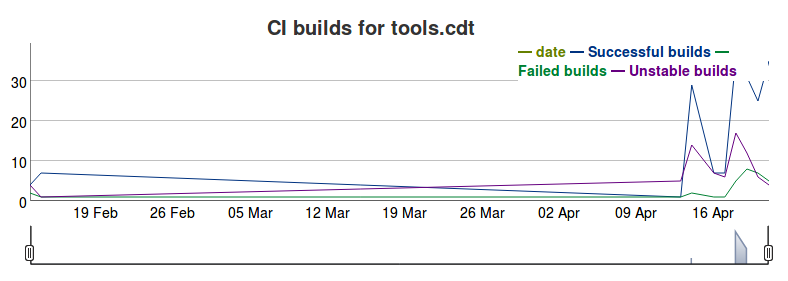 CI builds for tools.cdt
— date — Successful builds —
Failed builds — Unstable builds
30
20
10
0
19 Feb 26 Feb 05 Mar 12 Mar 19 Mar 26 Mar 02 Apr 09 Apr 16 Apr